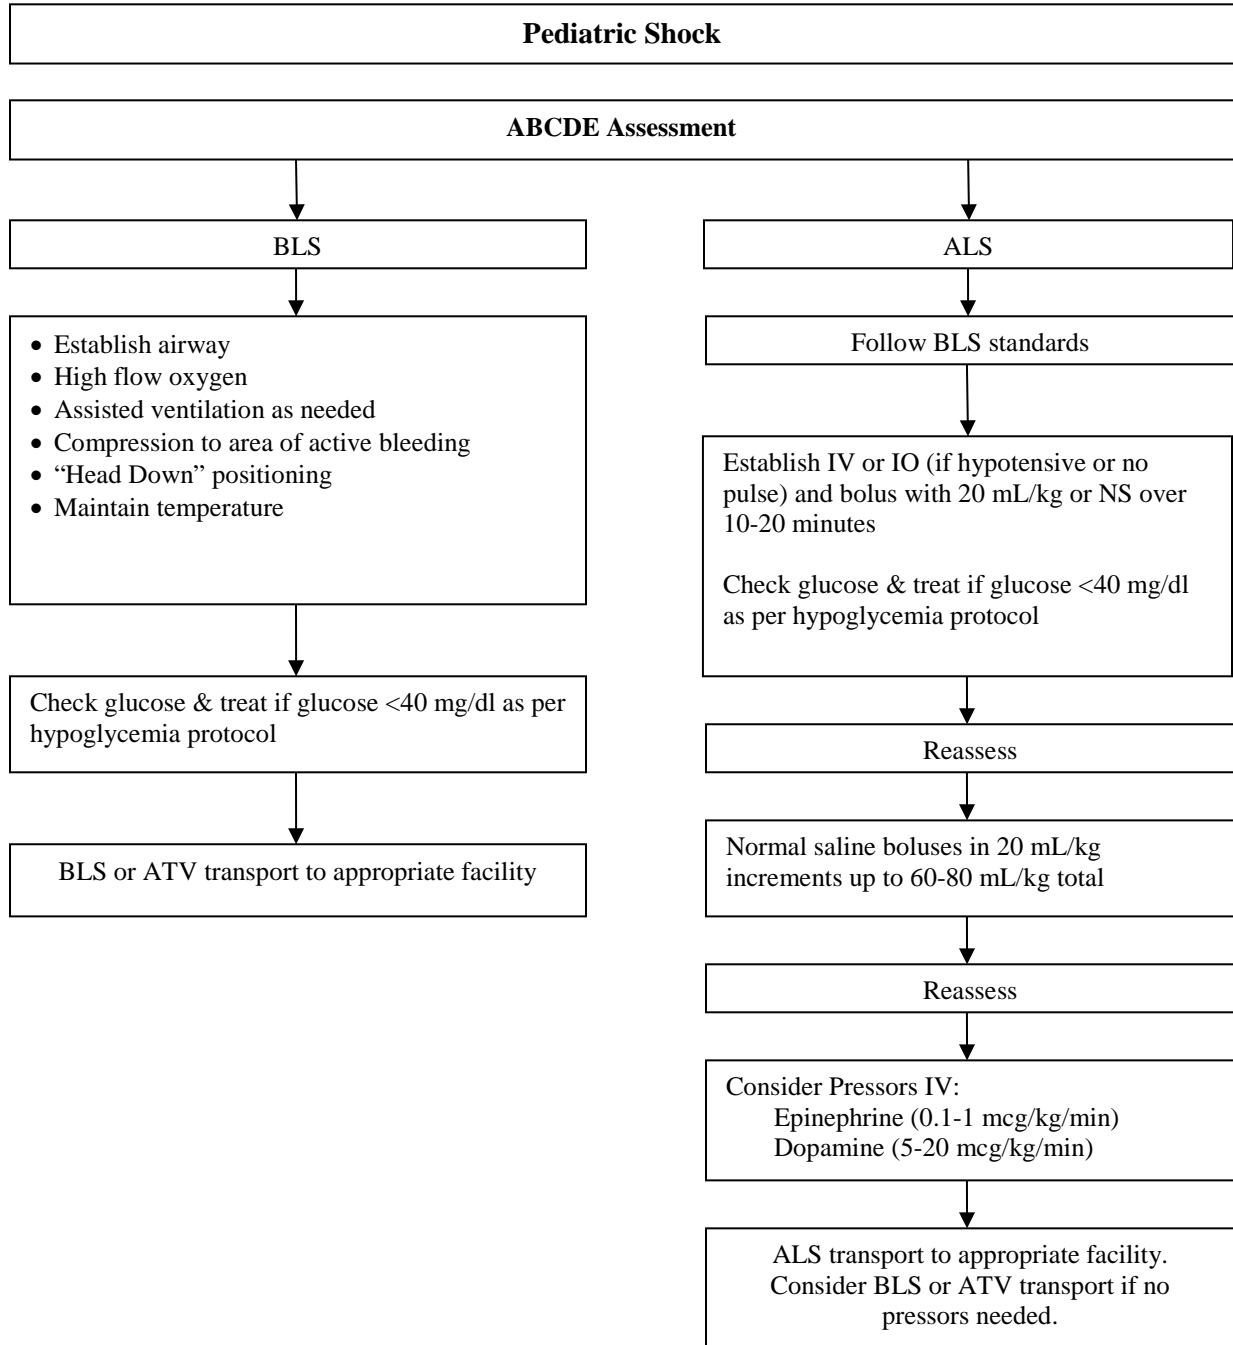 Pediatric Shock
ABCDE Assessment
BLS
• Establish airway
• High flow oxygen
• Assisted ventilation as needed
• Compression to area of active bleeding
• “Head Down” positioning
• Maintain temperature
Check glucose & treat if glucose <40 mg/dl as per
hypoglycemia protocol
BLS or ATV transport to appropriate facility
ALS
Follow BLS standards
Establish IV or IO (if hypotensive or no
pulse) and bolus with 20 mL/kg or NS over
10-20 minutes
Check glucose & treat if glucose <40 mg/dl
as per hypoglycemia protocol
Reassess
Normal saline boluses in 20 mL/kg
increments up to 60-80 mL/kg total
Reassess
Consider Pressors IV:
Epinephrine (0.1-1 mcg/kg/min)
Dopamine (5-20 mcg/kg/min)
ALS transport to appropriate facility.
Consider BLS or ATV transport if no
pressors needed.